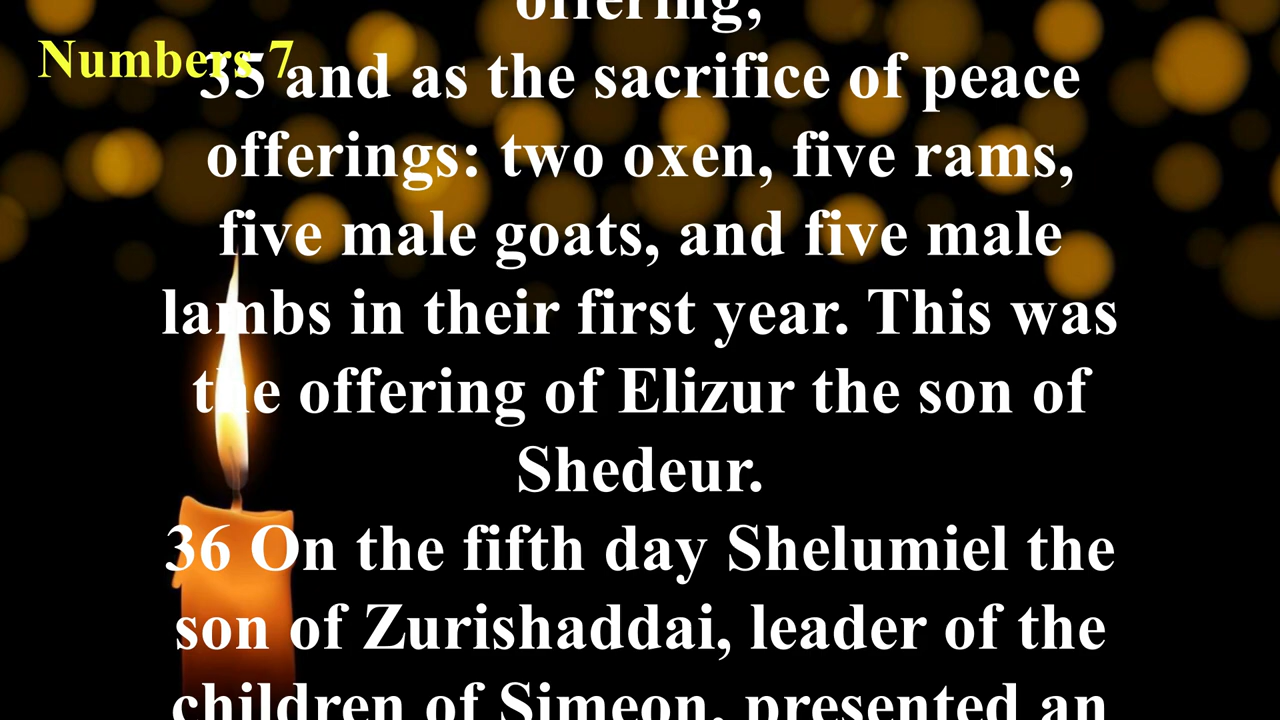 offering;
Numbers 7
35 and as the sacrifice of peace
offerings: two oxen, five rams,
five male goats, and five male
lambs in their first year. This was
the offering of Elizur the son of
Shedeur.
36 On the fifth day Shelumiel the
son of Zurishaddai, leader of the
children of Simeon, presented an